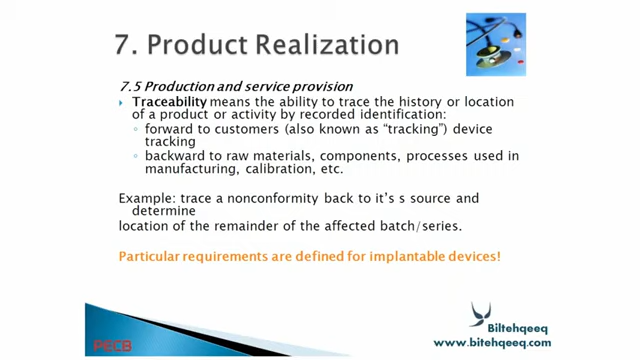 7. Product Realization
7.5 Production and service provision
Traceability means the ability to trace the history or location
of a product or activity by recorded identification:
forward to customers (also known as “tracking”) device
tracking
backward to raw materials, components, processes used in
manufacturing, calibration, etc.
Example: trace a nonconformity back to it’s s source and
determine
location of the remainder of the affected batch/series.
Particular requirements are defined for implantable devices!
Biltehqeeq
PECB
www.bitehqeeq.com